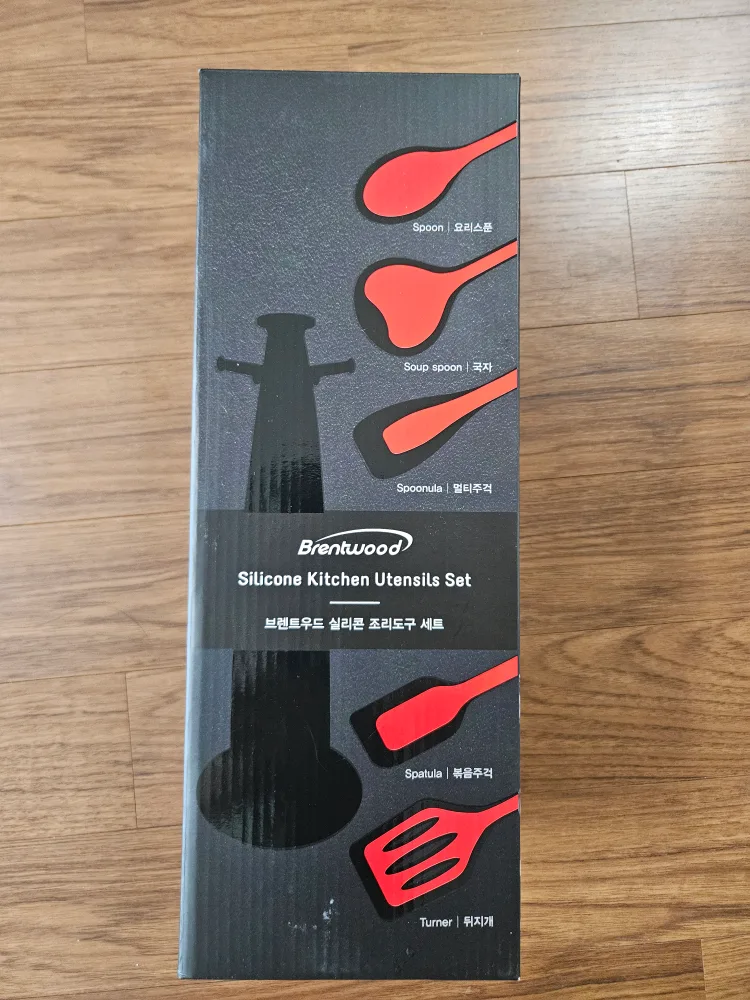 Spoon | 요리스푼
Soup spoon | 국자
Spoonula | 멀티주걱
Brentwood
Silicone Kitchen Utensils Set
브렌트우드 실리콘 조리도구 세트
Spatula | 볶음주걱
Turner | 뒤지개